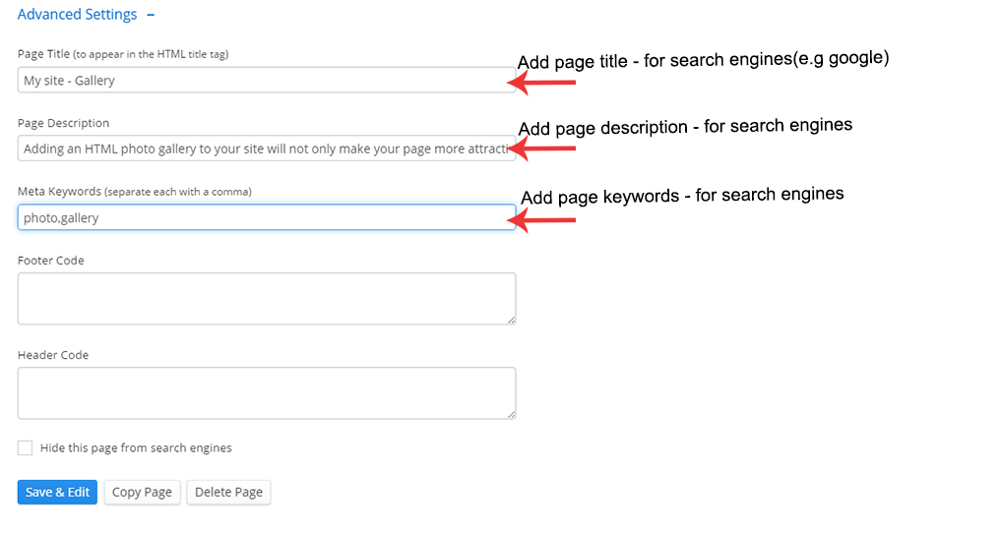 Advanced Settings –
Page Title (to appear in the HTML title tag)
Add page title - for search engines(e.g google)
My site - Gallery
Page Description
Add page description - for search engines
Adding an HTML photo gallery to your site will not only make your page more attracti
Meta Keywords (separate each with a comma)
Add page keywords - for search engines
photo,gallery
Footer Code
Header Code
Hide this page from search engines
Save & Edit Copy Page Delete Page